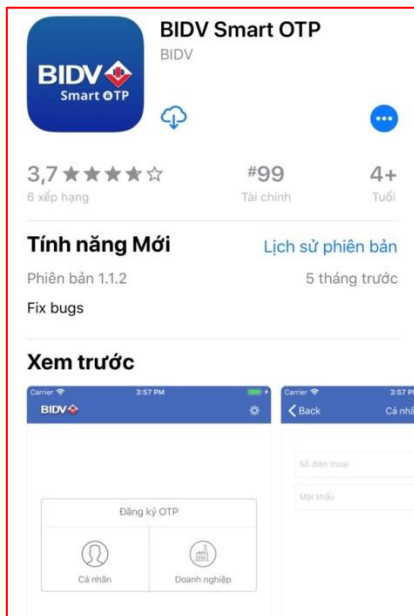 BIDV Smart OTP
BIDV
BIDV
Smart OTP
3,7
#99
4+
6 xếp hạng
Tài chính
Tuổi
Tính năng Mới
Lịch sử phiên bản
Phiên bản 1.1.2
5 tháng trước
Fix bugs
Xem trước
Carrier 3:57 PM
Carrier 3:57 PM
BIDV
Back
Cá nhâ
Đăng ký OTP
Số điện thoại
Mật khẩu
Cá nhân
Doanh nghiệp